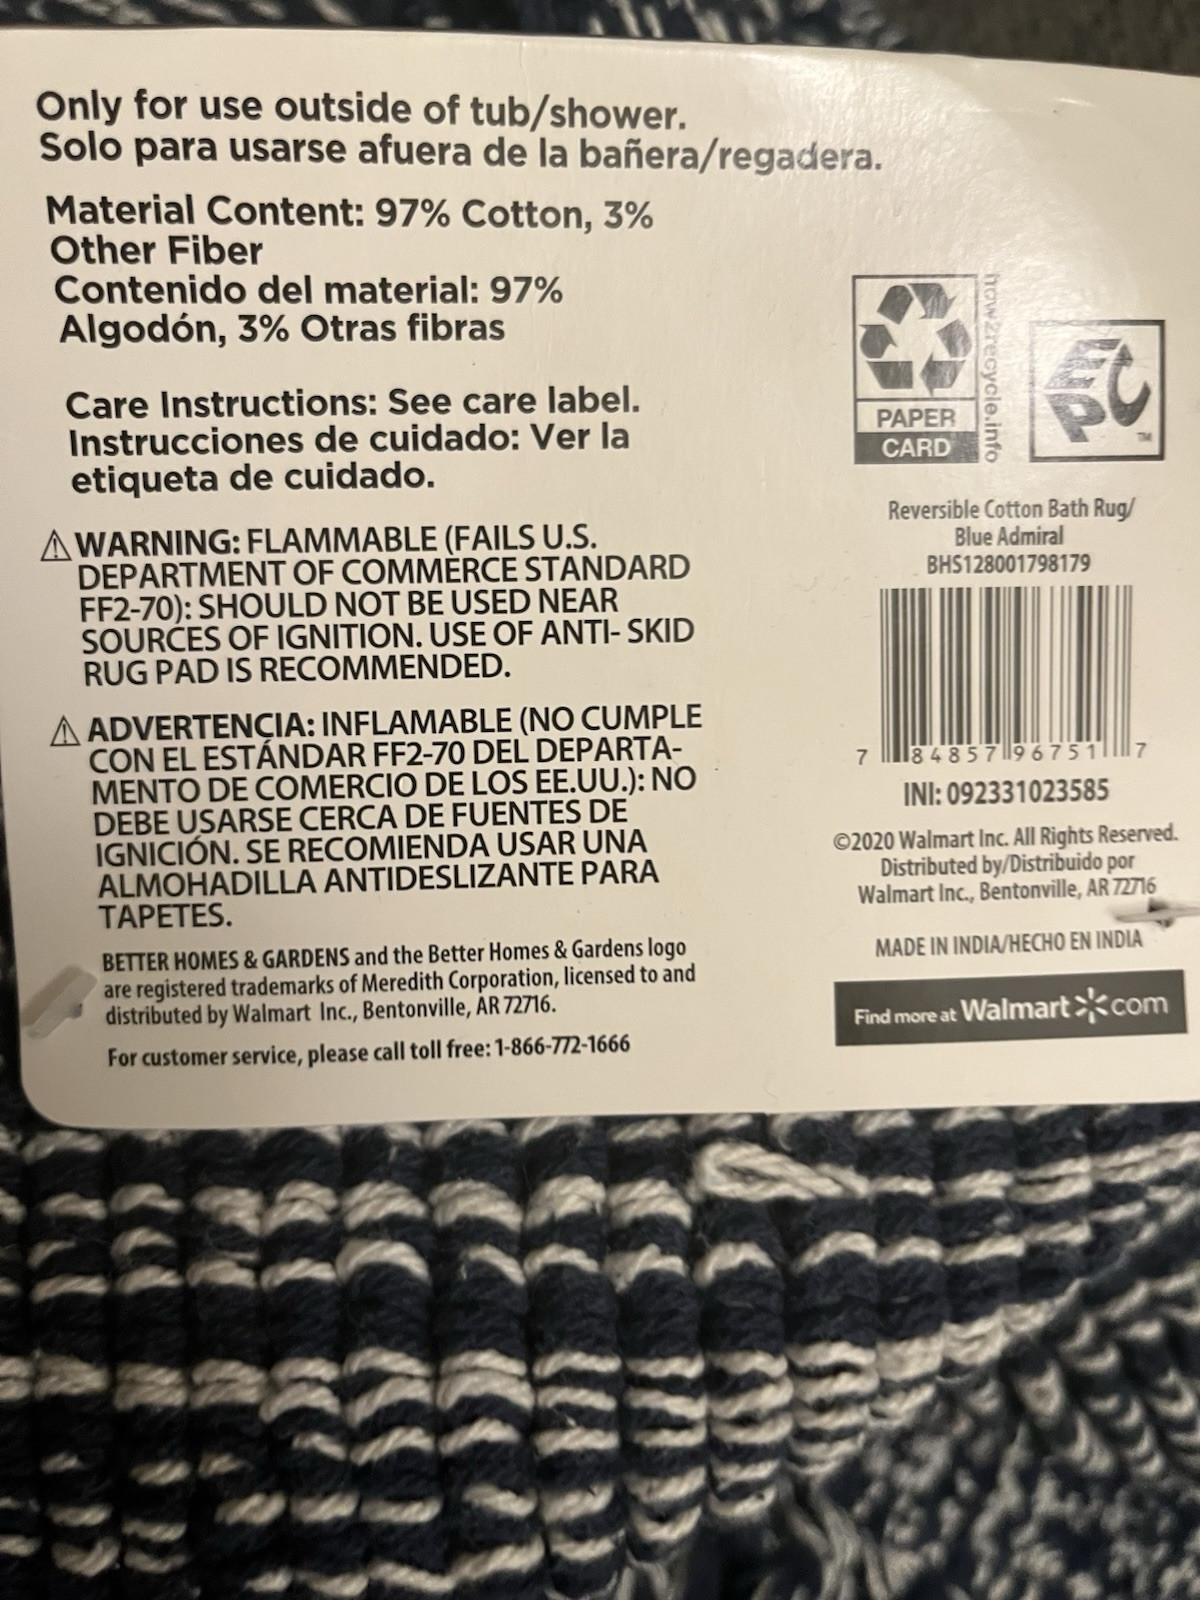 Only for use outside of tub/shower.
Solo para usarse afuera de la bañera/regadera.
Material Content: 97% Cotton, 3%
Other Fiber
Contenido del material: 97%
Algodón, 3% Otras fibras
Care Instructions: See care label.
Instrucciones de cuidado: Ver la
etiqueta de cuidado.
⚠ WARNING: FLAMMABLE (FAILS U.S.
DEPARTMENT OF COMMERCE STANDARD
FF2-70): SHOULD NOT BE USED NEAR
SOURCES OF IGNITION. USE OF ANTI- SKID
RUG PAD IS RECOMMENDED.
⚠ ADVERTENCIA: INFLAMABLE (NO CUMPLE
CON EL ESTÁNDAR FF2-70 DEL DEPARTA-
MENTO DE COMERCIO DE LOS EE.UU.): NO
DEBE USARSE CERCA DE FUENTES DE
IGNICIÓN. SE RECOMIENDA USAR UNA
ALMOHADILLA ANTIDESLIZANTE PARA
TAPETES.
BETTER HOMES & GARDENS and the Better Homes & Gardens logo
are registered trademarks of Meredith Corporation, licensed to and
distributed by Walmart Inc., Bentonville, AR 72716.
For customer service, please call toll free: 1-866-772-1666
PAPER
CARD
how2recycle.info
EPC™
Reversible Cotton Bath Rug/
Blue Admiral
BHS128001798179
7 84857 96751 7
INI: 092331023585
©2020 Walmart Inc. All Rights Reserved.
Distributed by/Distribuido por
Walmart Inc., Bentonville, AR 72716
MADE IN INDIA/HECHO EN INDIA
Find more at Walmart.com